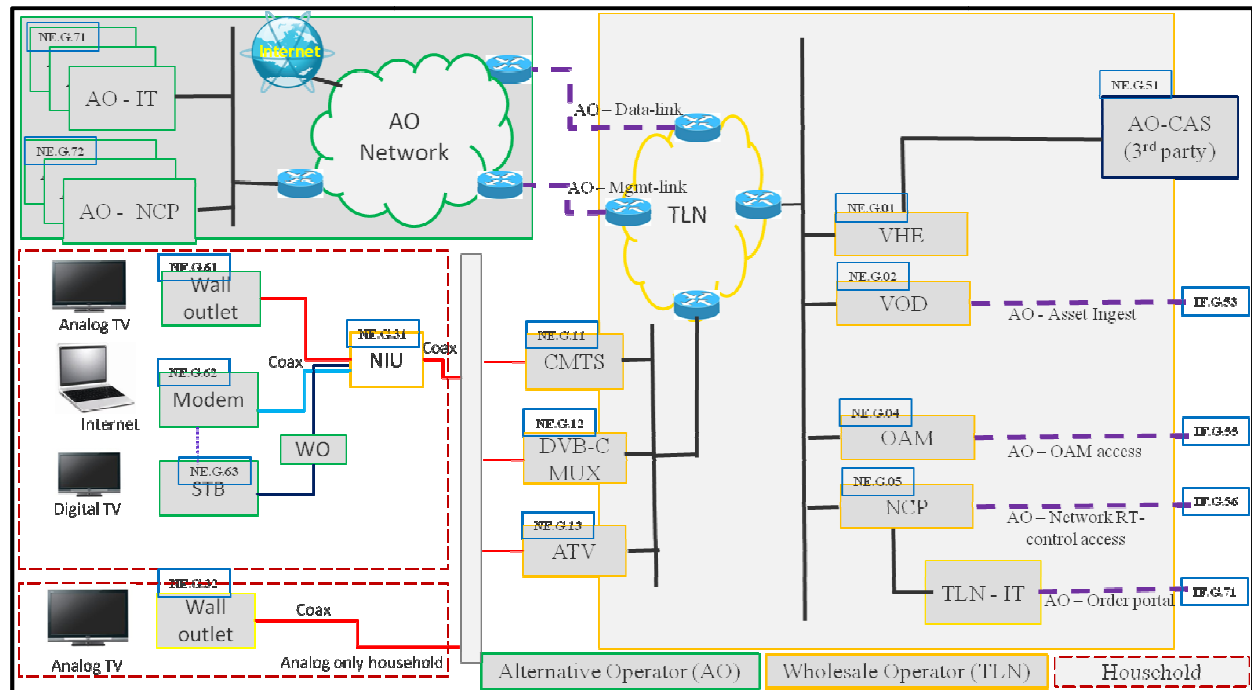 NE.G.71
AO - IT
NE.G.72
AO - NCP
Internet
AO
Network
AO – Data-link
AO – Mgmt-link
TLN
NE.G.51
AO-CAS
(3rd party)
NE.G.01
VHE
NE.G.02
VOD
AO - Asset Ingest
IF.G.53
NE.G.04
OAM
AO – OAM access
IF.G.55
NE.G.05
NCP
AO – Network RT-
control access
IF.G.56
TLN - IT
AO – Order portal
IF.G.71
NE.G.61
Wall
outlet
Analog TV
NE.G.31
NIU
Coax
Coax
NE.G.62
Modem
Internet
WO
NE.G.63
STB
Digital TV
NE.G.11
CMTS
NE.G.12
DVB-C
MUX
NE.G.13
ATV
NE.G.32
Wall
outlet
Coax
Analog TV
Analog only household
Alternative Operator (AO)
Wholesale Operator (TLN)
Household